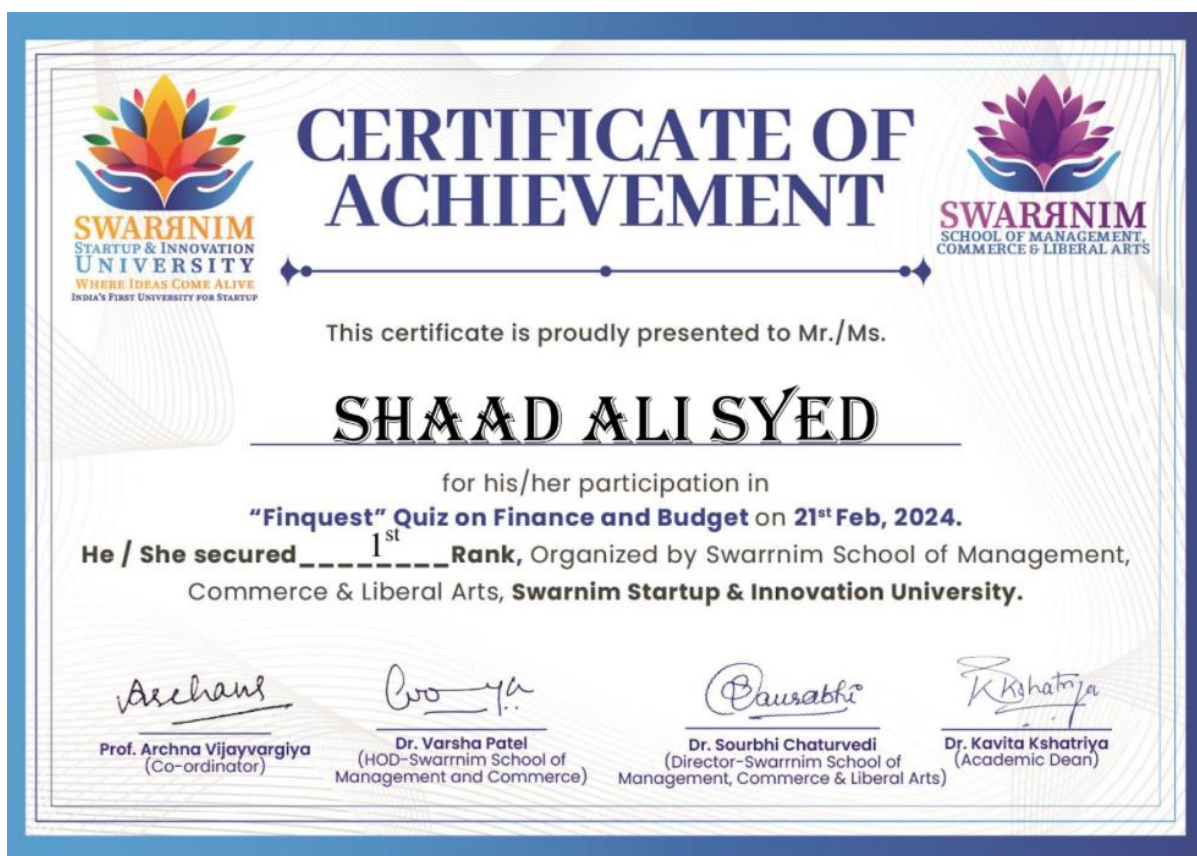 CERTIFICATE OF
ACHIEVEMENT
SWARЯNIM
STARTUP & INNOVATION
UNIVERSITY
WHERE IDEAS COME ALIVE
INDIA'S FIRST UNIVERSITY FOR STARTUP
SWARЯNIM
SCHOOL OF MANAGEMENT,
COMMERCE & LIBERAL ARTS
This certificate is proudly presented to Mr./Ms.
SHAAD ALI SYED
for his/her participation in
"Finquest" Quiz on Finance and Budget on 21st Feb, 2024.
He / She secured 1st Rank, Organized by Swarrnim School of Management,
Commerce & Liberal Arts, Swarnim Startup & Innovation University.
Prof. Archna Vijayvargiya
(Co-ordinator)
Dr. Varsha Patel
(HOD-Swarrnim School of
Management and Commerce)
Dr. Sourbhi Chaturvedi
(Director-Swarrnim School of
Management, Commerce & Liberal Arts)
KKshatriya
Dr. Kavita Kshatriya
(Academic Dean)